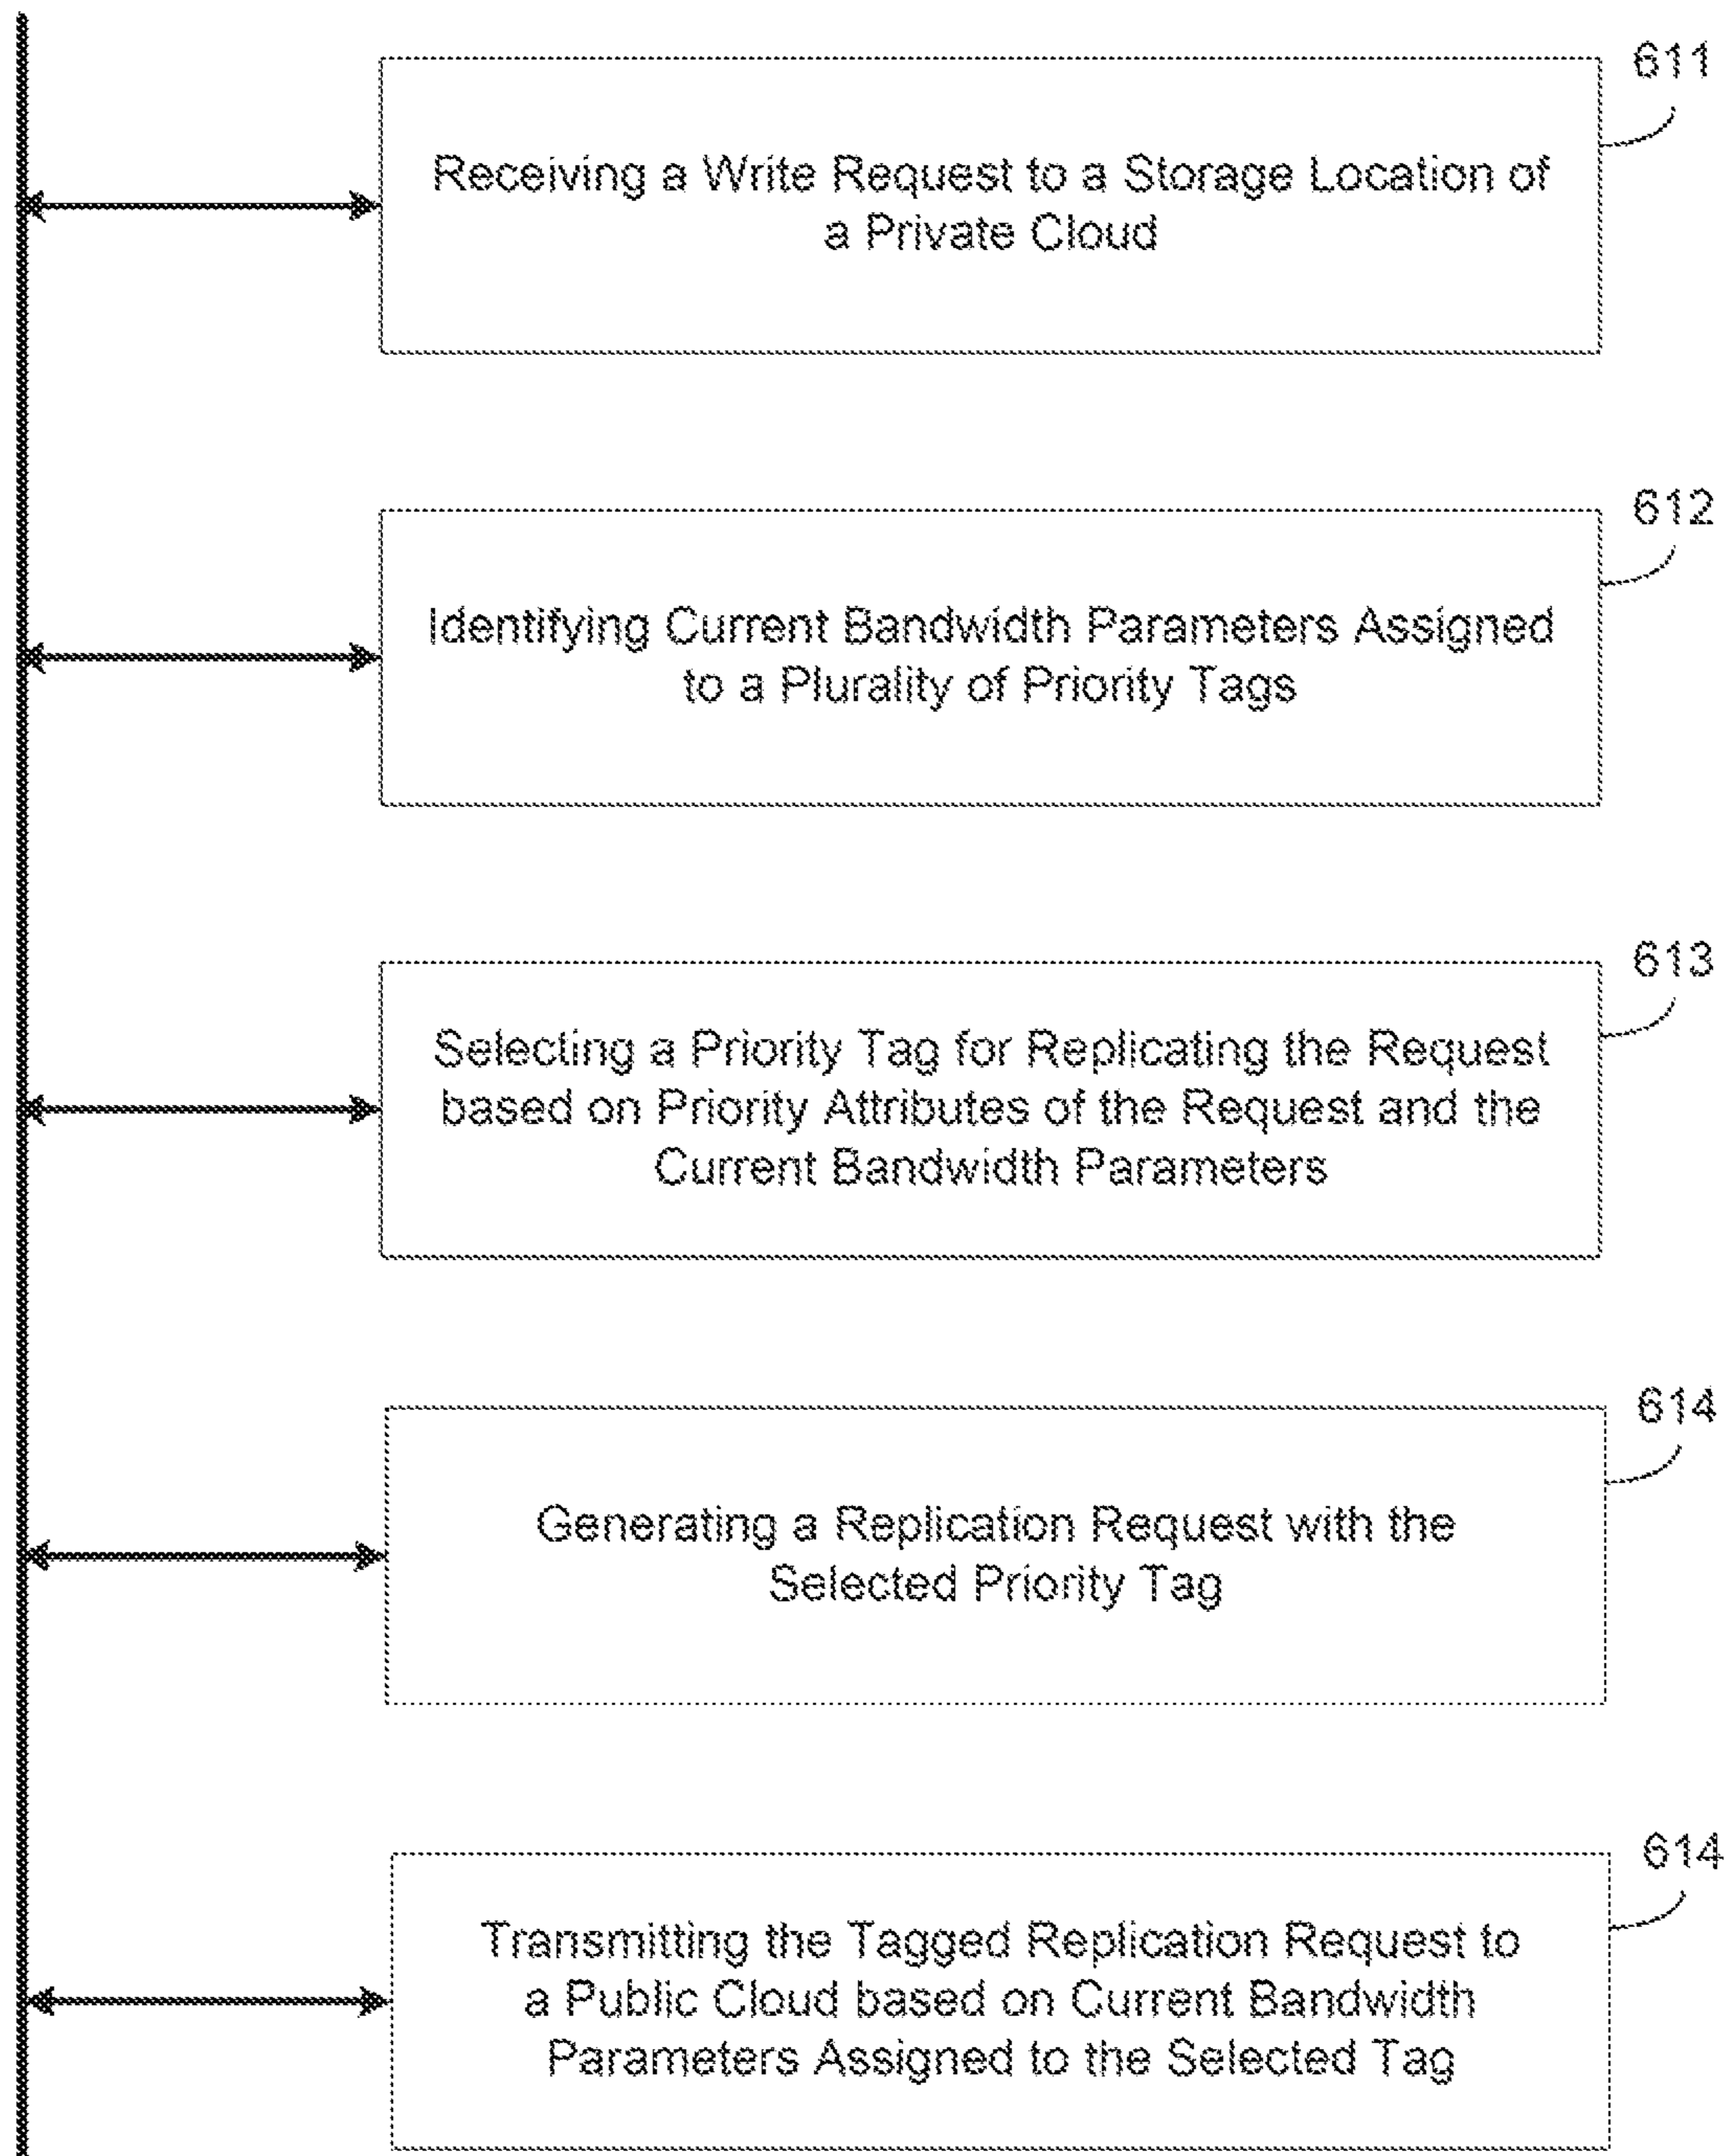 611
Receiving a Write Request to a Storage Location of
a Private Cloud
612
Identifying Current Bandwidth Parameters Assigned
to a Plurality of Priority Tags
613
Selecting a Priority Tag for Replicating the Request
based on Priority Attributes of the Request and the
Current Bandwidth Parameters
614
Generating a Replication Request with the
Selected Priority Tag
614
Transmitting the Tagged Replication Request to
a Public Cloud based on Current Bandwidth
Parameters Assigned to the Selected Tag